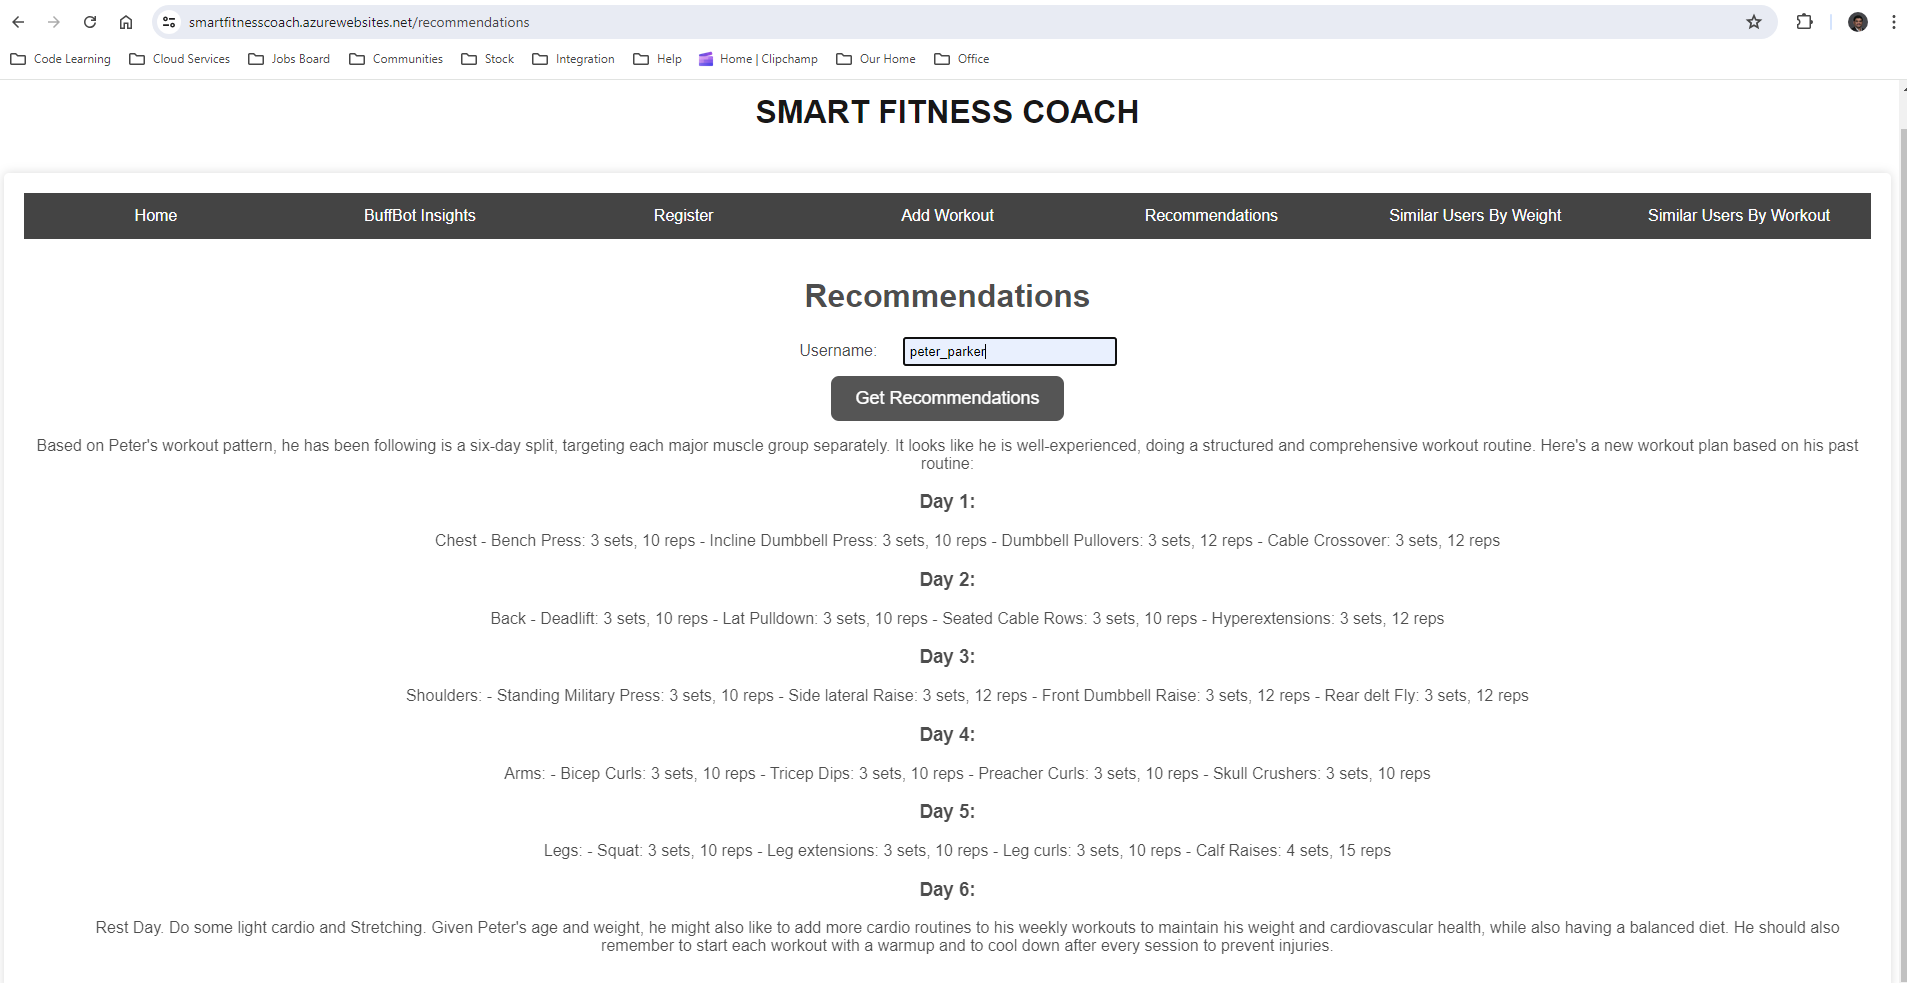 smartfitnesscoach.azurewebsites.net/recommendations
Code Learning Cloud Services Jobs Board Communities Stock Integration Help Home | Clipchamp Our Home Office
SMART FITNESS COACH
Home BuffBot Insights Register Add Workout Recommendations Similar Users By Weight Similar Users By Workout
Recommendations
Username: peter_parker
Get Recommendations
Based on Peter's workout pattern, he has been following is a six-day split, targeting each major muscle group separately. It looks like he is well-experienced, doing a structured and comprehensive workout routine. Here's a new workout plan based on his past
routine:
Day 1:
Chest - Bench Press: 3 sets, 10 reps - Incline Dumbbell Press: 3 sets, 10 reps - Dumbbell Pullovers: 3 sets, 12 reps - Cable Crossover: 3 sets, 12 reps
Day 2:
Back - Deadlift: 3 sets, 10 reps - Lat Pulldown: 3 sets, 10 reps - Seated Cable Rows: 3 sets, 10 reps - Hyperextensions: 3 sets, 12 reps
Day 3:
Shoulders: - Standing Military Press: 3 sets, 10 reps - Side lateral Raise: 3 sets, 12 reps - Front Dumbbell Raise: 3 sets, 12 reps - Rear delt Fly: 3 sets, 12 reps
Day 4:
Arms: - Bicep Curls: 3 sets, 10 reps - Tricep Dips: 3 sets, 10 reps - Preacher Curls: 3 sets, 10 reps - Skull Crushers: 3 sets, 10 reps
Day 5:
Legs: - Squat: 3 sets, 10 reps - Leg extensions: 3 sets, 10 reps - Leg curls: 3 sets, 10 reps - Calf Raises: 4 sets, 15 reps
Day 6:
Rest Day. Do some light cardio and Stretching. Given Peter's age and weight, he might also like to add more cardio routines to his weekly workouts to maintain his weight and cardiovascular health, while also having a balanced diet. He should also
remember to start each workout with a warmup and to cool down after every session to prevent injuries.